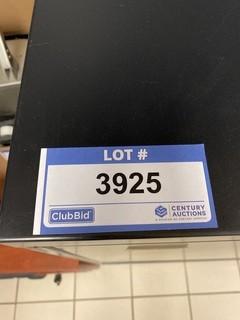 LOT #
3925
ClubBid
CENTURY
AUCTIONS